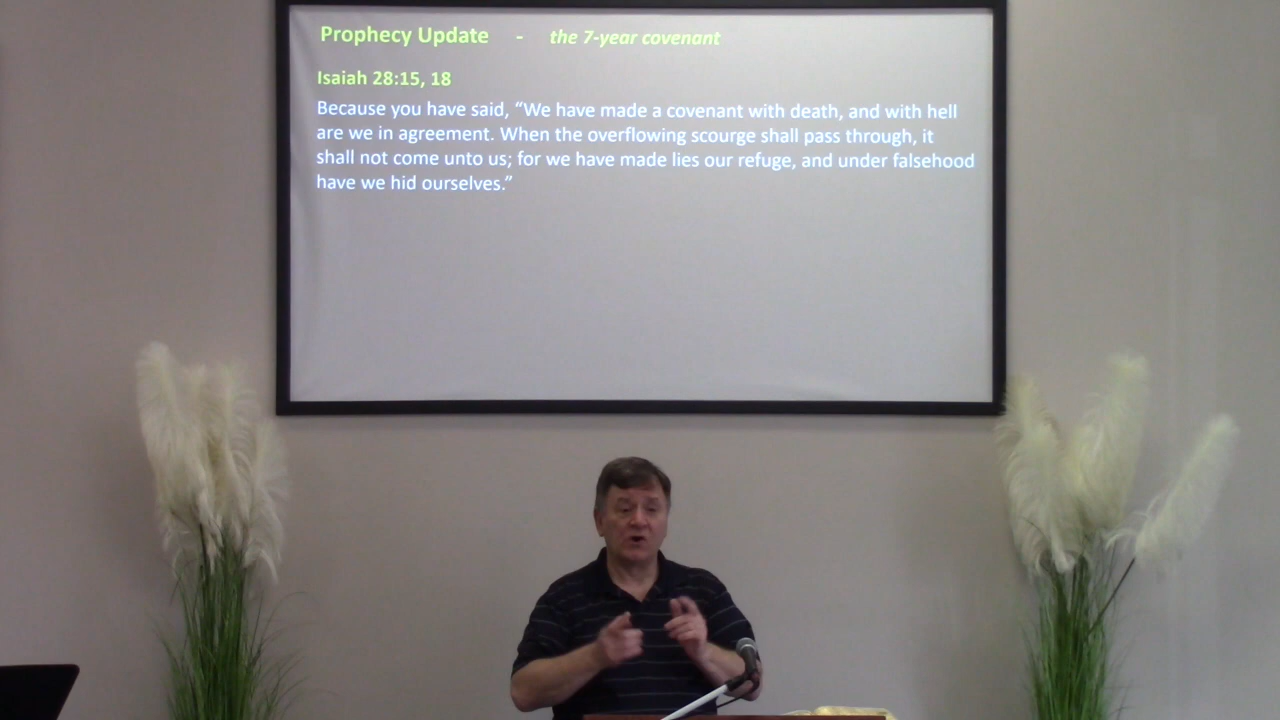 Prophecy Update - the 7-year covenant
Isaiah 28:15, 18
Because you have said, “We have made a covenant with death, and with hell
are we in agreement. When the overflowing scourge shall pass through, it
shall not come unto us; for we have made lies our refuge, and under falsehood
have we hid ourselves.”